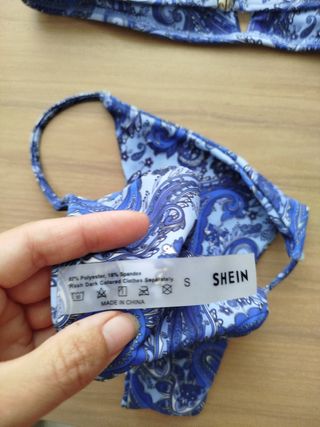 82% Polyester, 18% Spandex
Wash Dark Colored Clothes Separately.
S
MADE IN CHINA
SHEIN